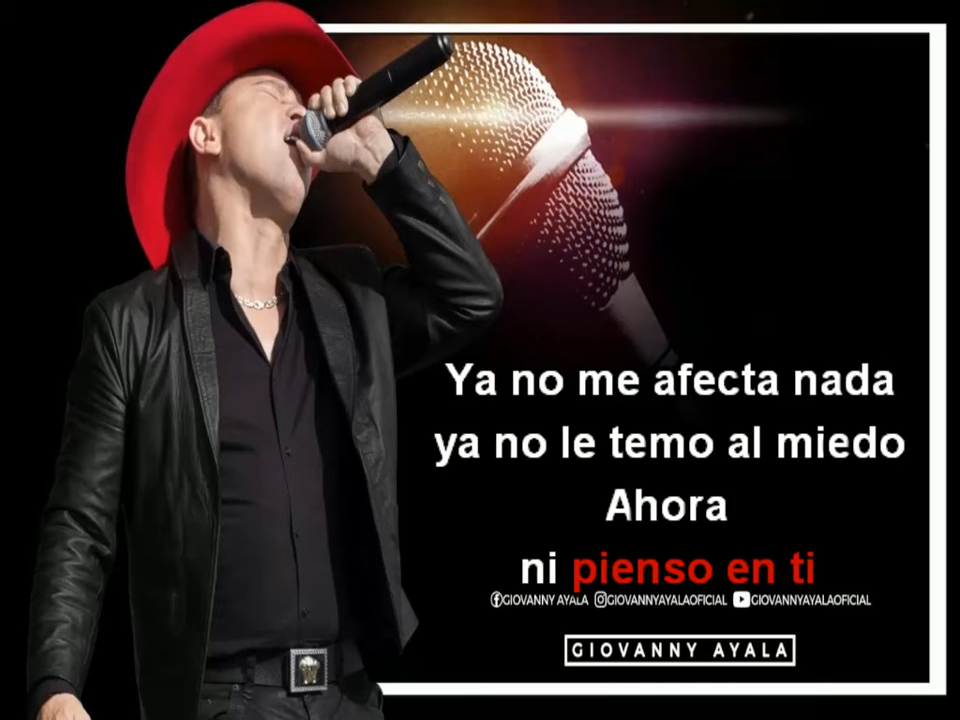 Ya no me afecta nada
ya no le temo al miedo
Ahora
ni pienso en ti
GIOVANNY AYALA GIOVANNYAYALAOFICIAL GIOVANNYAYALAOFICIAL
GIOVANNY AYALA